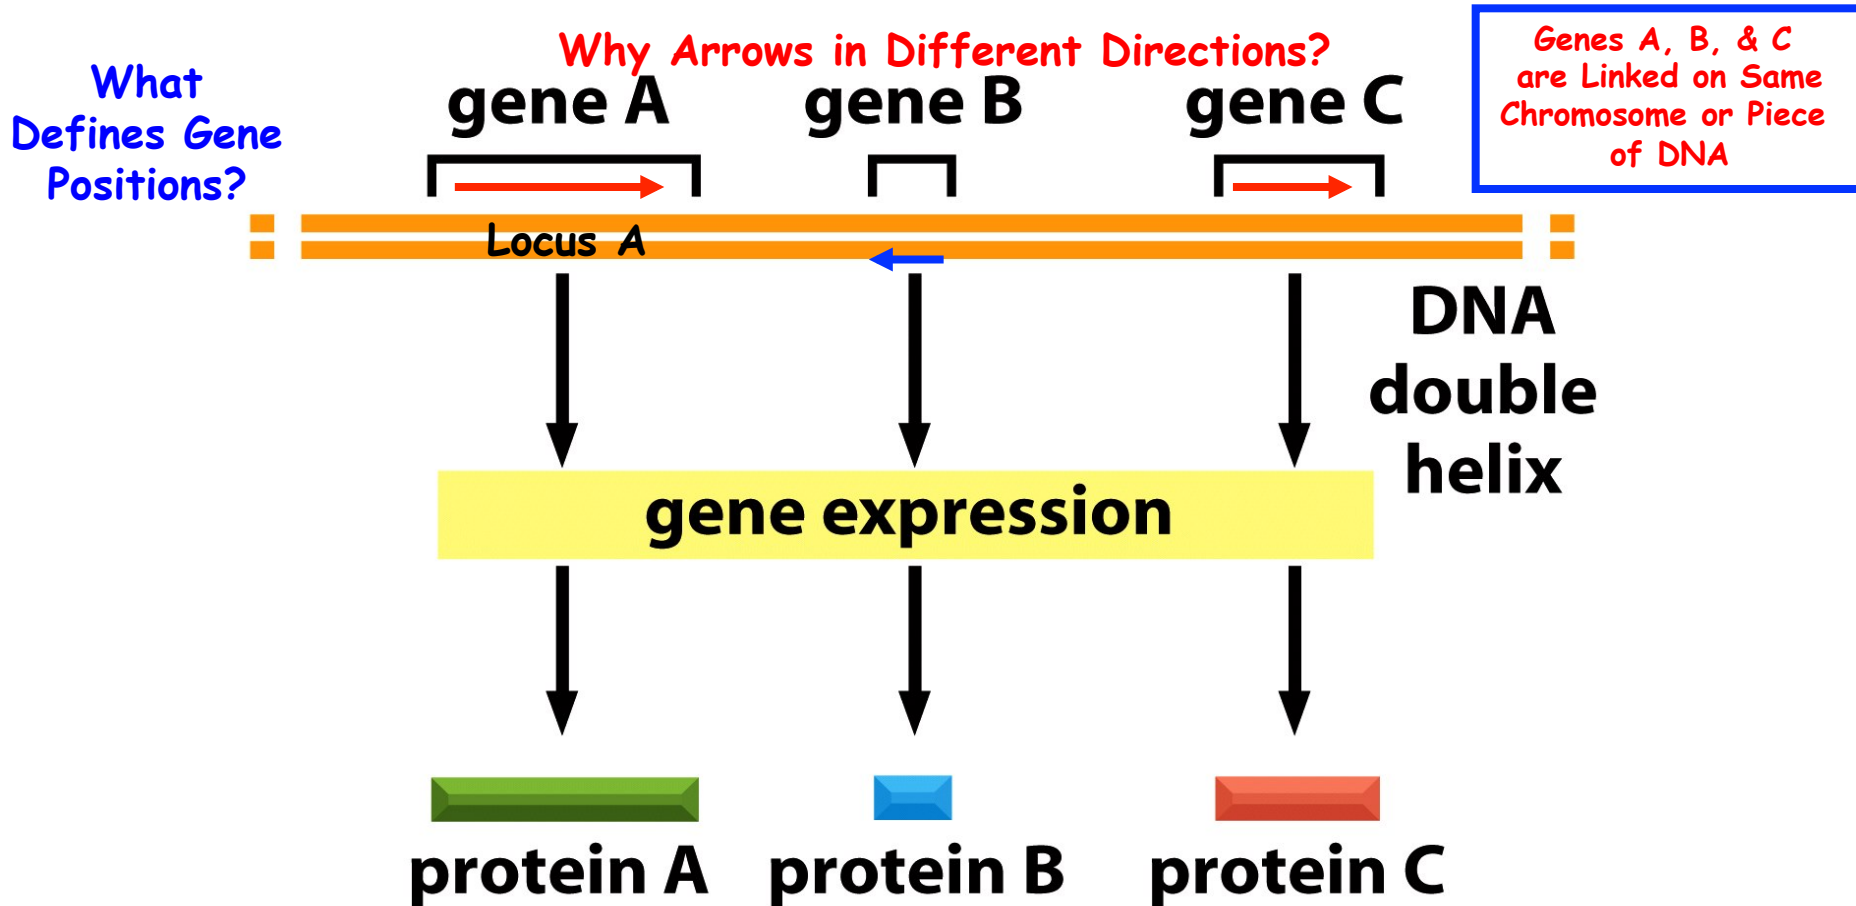 Why Arrows in Different Directions?
What
Defines Gene
Positions?
Genes A, B, & C
are Linked on Same
Chromosome or Piece
of DNA
gene A
gene B
gene C
Locus A
DNA
double
helix
gene expression
protein A
protein B
protein C